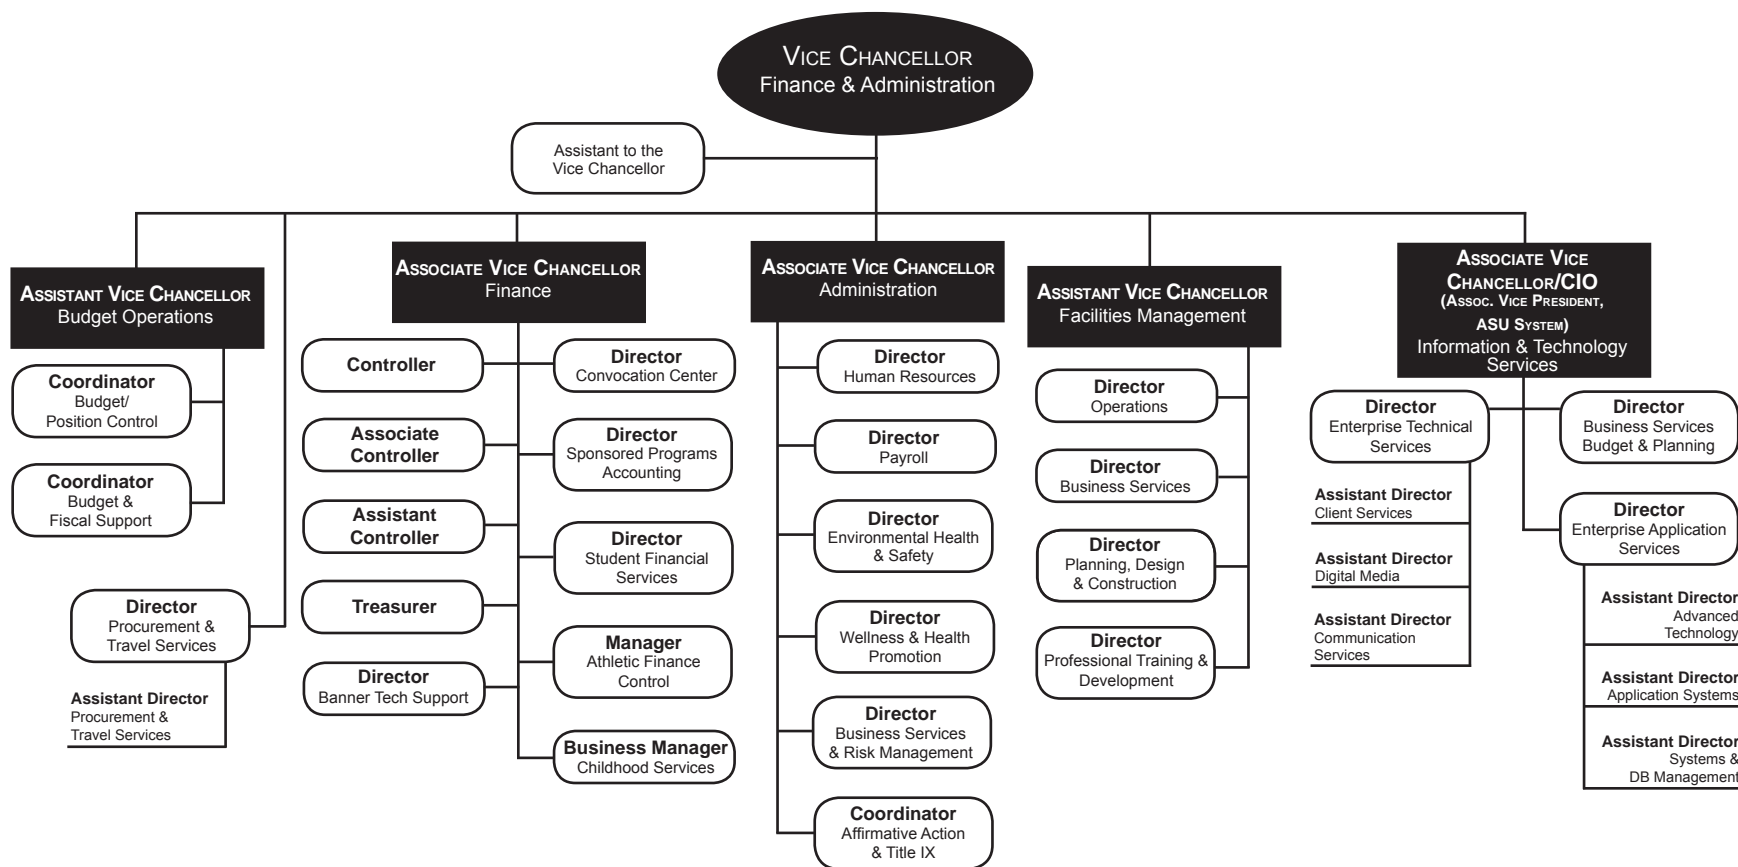 VICE CHANCELLOR
Finance & Administration
Assistant to the
Vice Chancellor
ASSISTANT VICE CHANCELLOR
Budget Operations
Coordinator
Budget/
Position Control
Coordinator
Budget &
Fiscal Support
Director
Procurement &
Travel Services
Assistant Director
Procurement &
Travel Services
ASSOCIATE VICE CHANCELLOR
Finance
Controller
Associate
Controller
Assistant
Controller
Treasurer
Director
Banner Tech Support
Director
Convocation Center
Director
Sponsored Programs
Accounting
Director
Student Financial
Services
Manager
Athletic Finance
Control
Business Manager
Childhood Services
ASSOCIATE VICE CHANCELLOR
Administration
Director
Human Resources
Director
Payroll
Director
Environmental Health
& Safety
Director
Wellness & Health
Promotion
Director
Business Services
& Risk Management
Coordinator
Affirmative Action
& Title IX
ASSISTANT VICE CHANCELLOR
Facilities Management
Director
Operations
Director
Business Services
Director
Planning, Design
& Construction
Director
Professional Training &
Development
ASSOCIATE VICE
CHANCELLOR/CIO
(ASSOC. VICE PRESIDENT,
ASU SYSTEM)
Information & Technology
Services
Director
Enterprise Technical
Services
Assistant Director
Client Services
Assistant Director
Digital Media
Assistant Director
Communication
Services
Director
Business Services
Budget & Planning
Director
Enterprise Application
Services
Assistant Director
Advanced
Technology
Assistant Director
Application Systems
Assistant Director
Systems &
DB Management